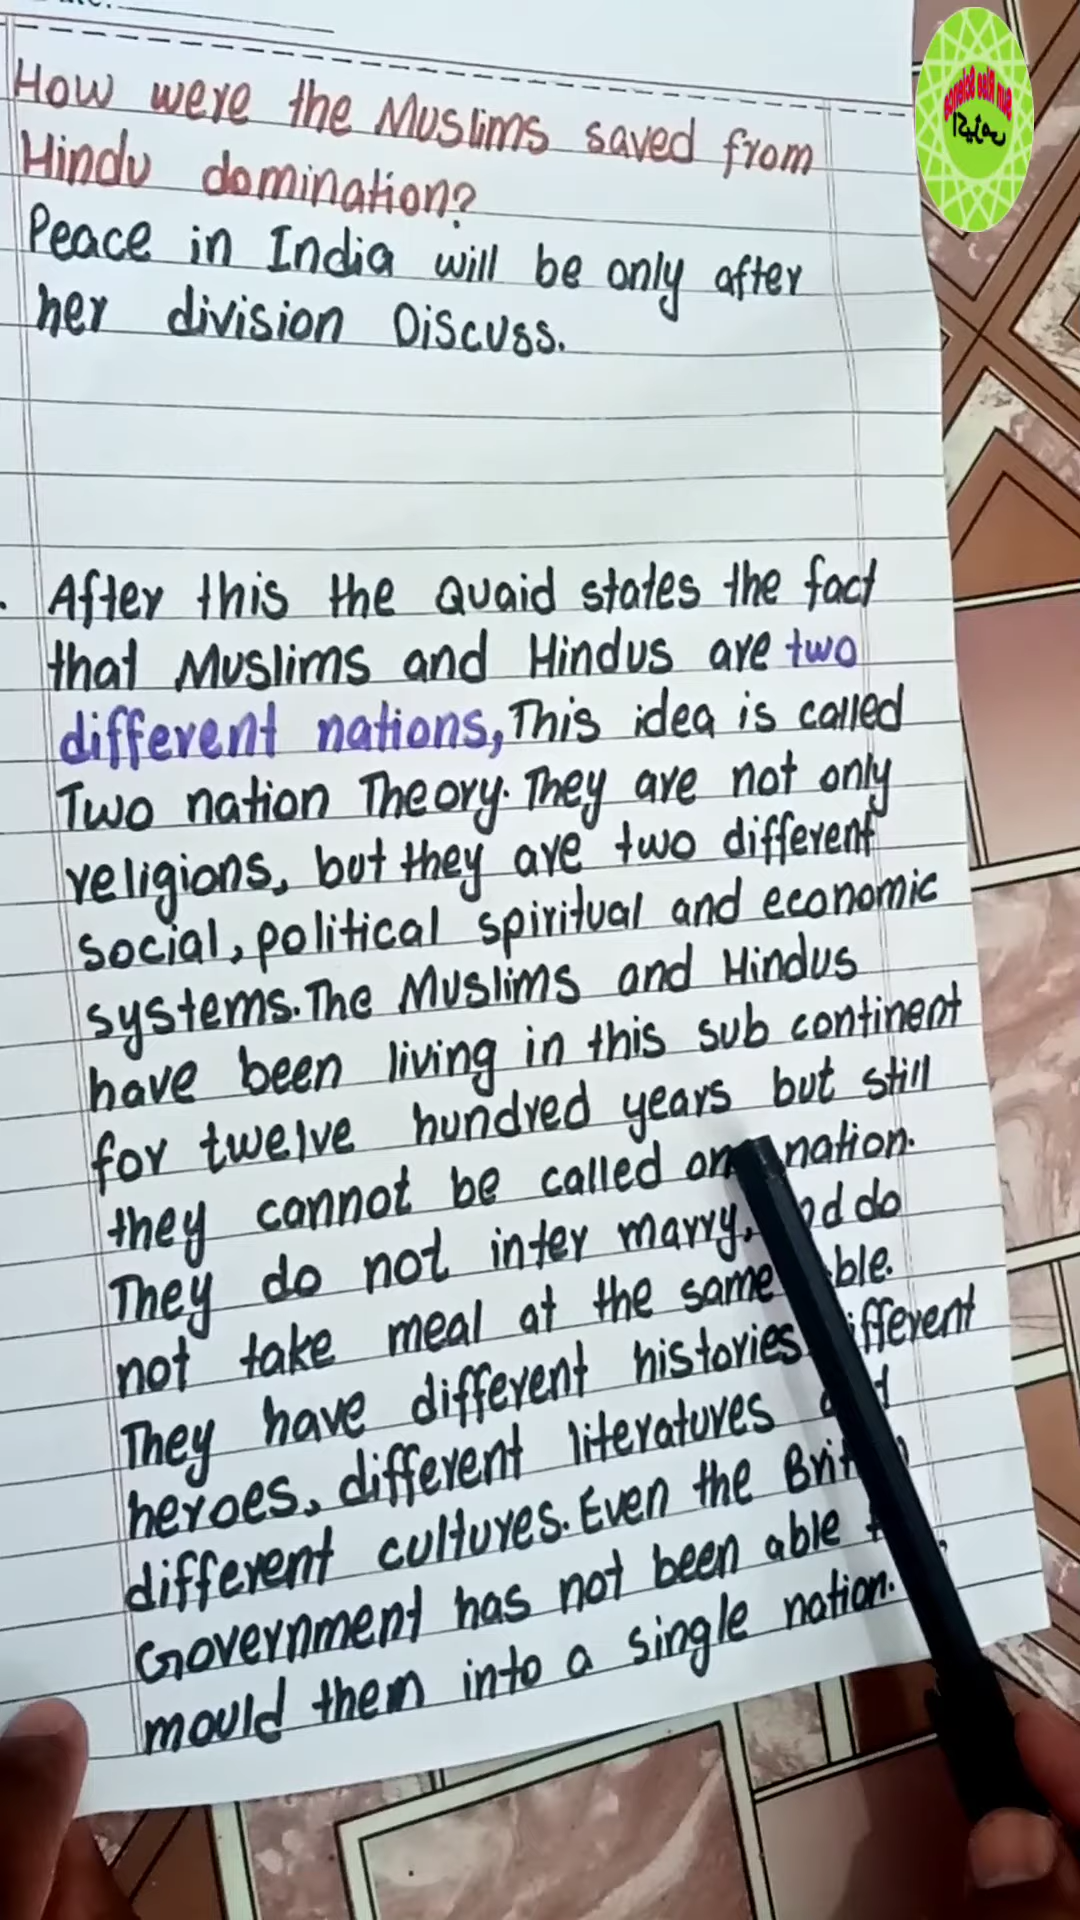 How were the Muslims saved from
Hindu domination?
Peace in India will be only after
her division Discuss.
After this the Quaid states the fact
that Muslims and Hindus are two
different nations, This idea is called
Two nation Theory. They are not only
religions, but they are two different
social, political spiritual and economic
systems. The Muslims and Hindus
have been living in this sub continent
for twelve hundred years but still
they cannot be called nation.
They do not inter marry, do
not take meal at the same
They have different histories
heroes, different literatures
different cultures. Even the
Government has not been able
mould them into a single nation.